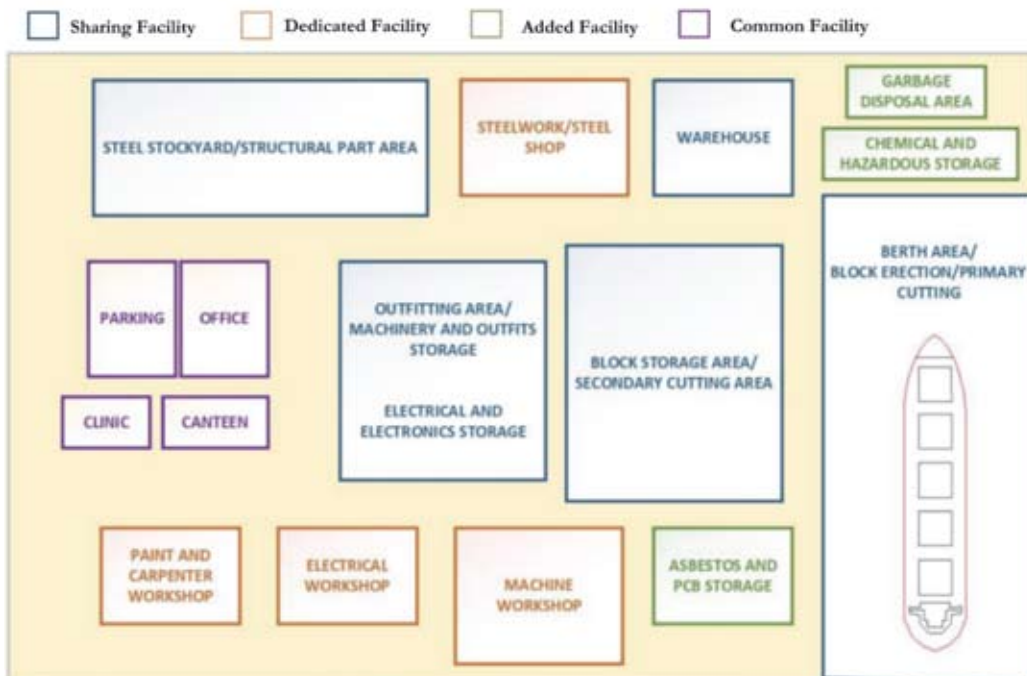 Sharing Facility
Dedicated Facility
Added Facility
Common Facility
STEEL STOCKYARD/STRUCTURAL PART AREA
STEELWORK/STEEL
SHOP
WAREHOUSE
GARBAGE
DISPOSAL AREA
CHEMICAL AND
HAZARDOUS STORAGE
BERTH AREA/
BLOCK ERECTION/PRIMARY
CUTTING
PARKING
OFFICE
OUTFITTING AREA/
MACHINERY AND OUTFITS
STORAGE
ELECTRICAL AND
ELECTRONICS STORAGE
BLOCK STORAGE AREA/
SECONDARY CUTTING AREA
CLINIC
CANTEEN
PAINT AND
CARPENTER
WORKSHOP
ELECTRICAL
WORKSHOP
MACHINE
WORKSHOP
ASBESTOS AND
PCB STORAGE